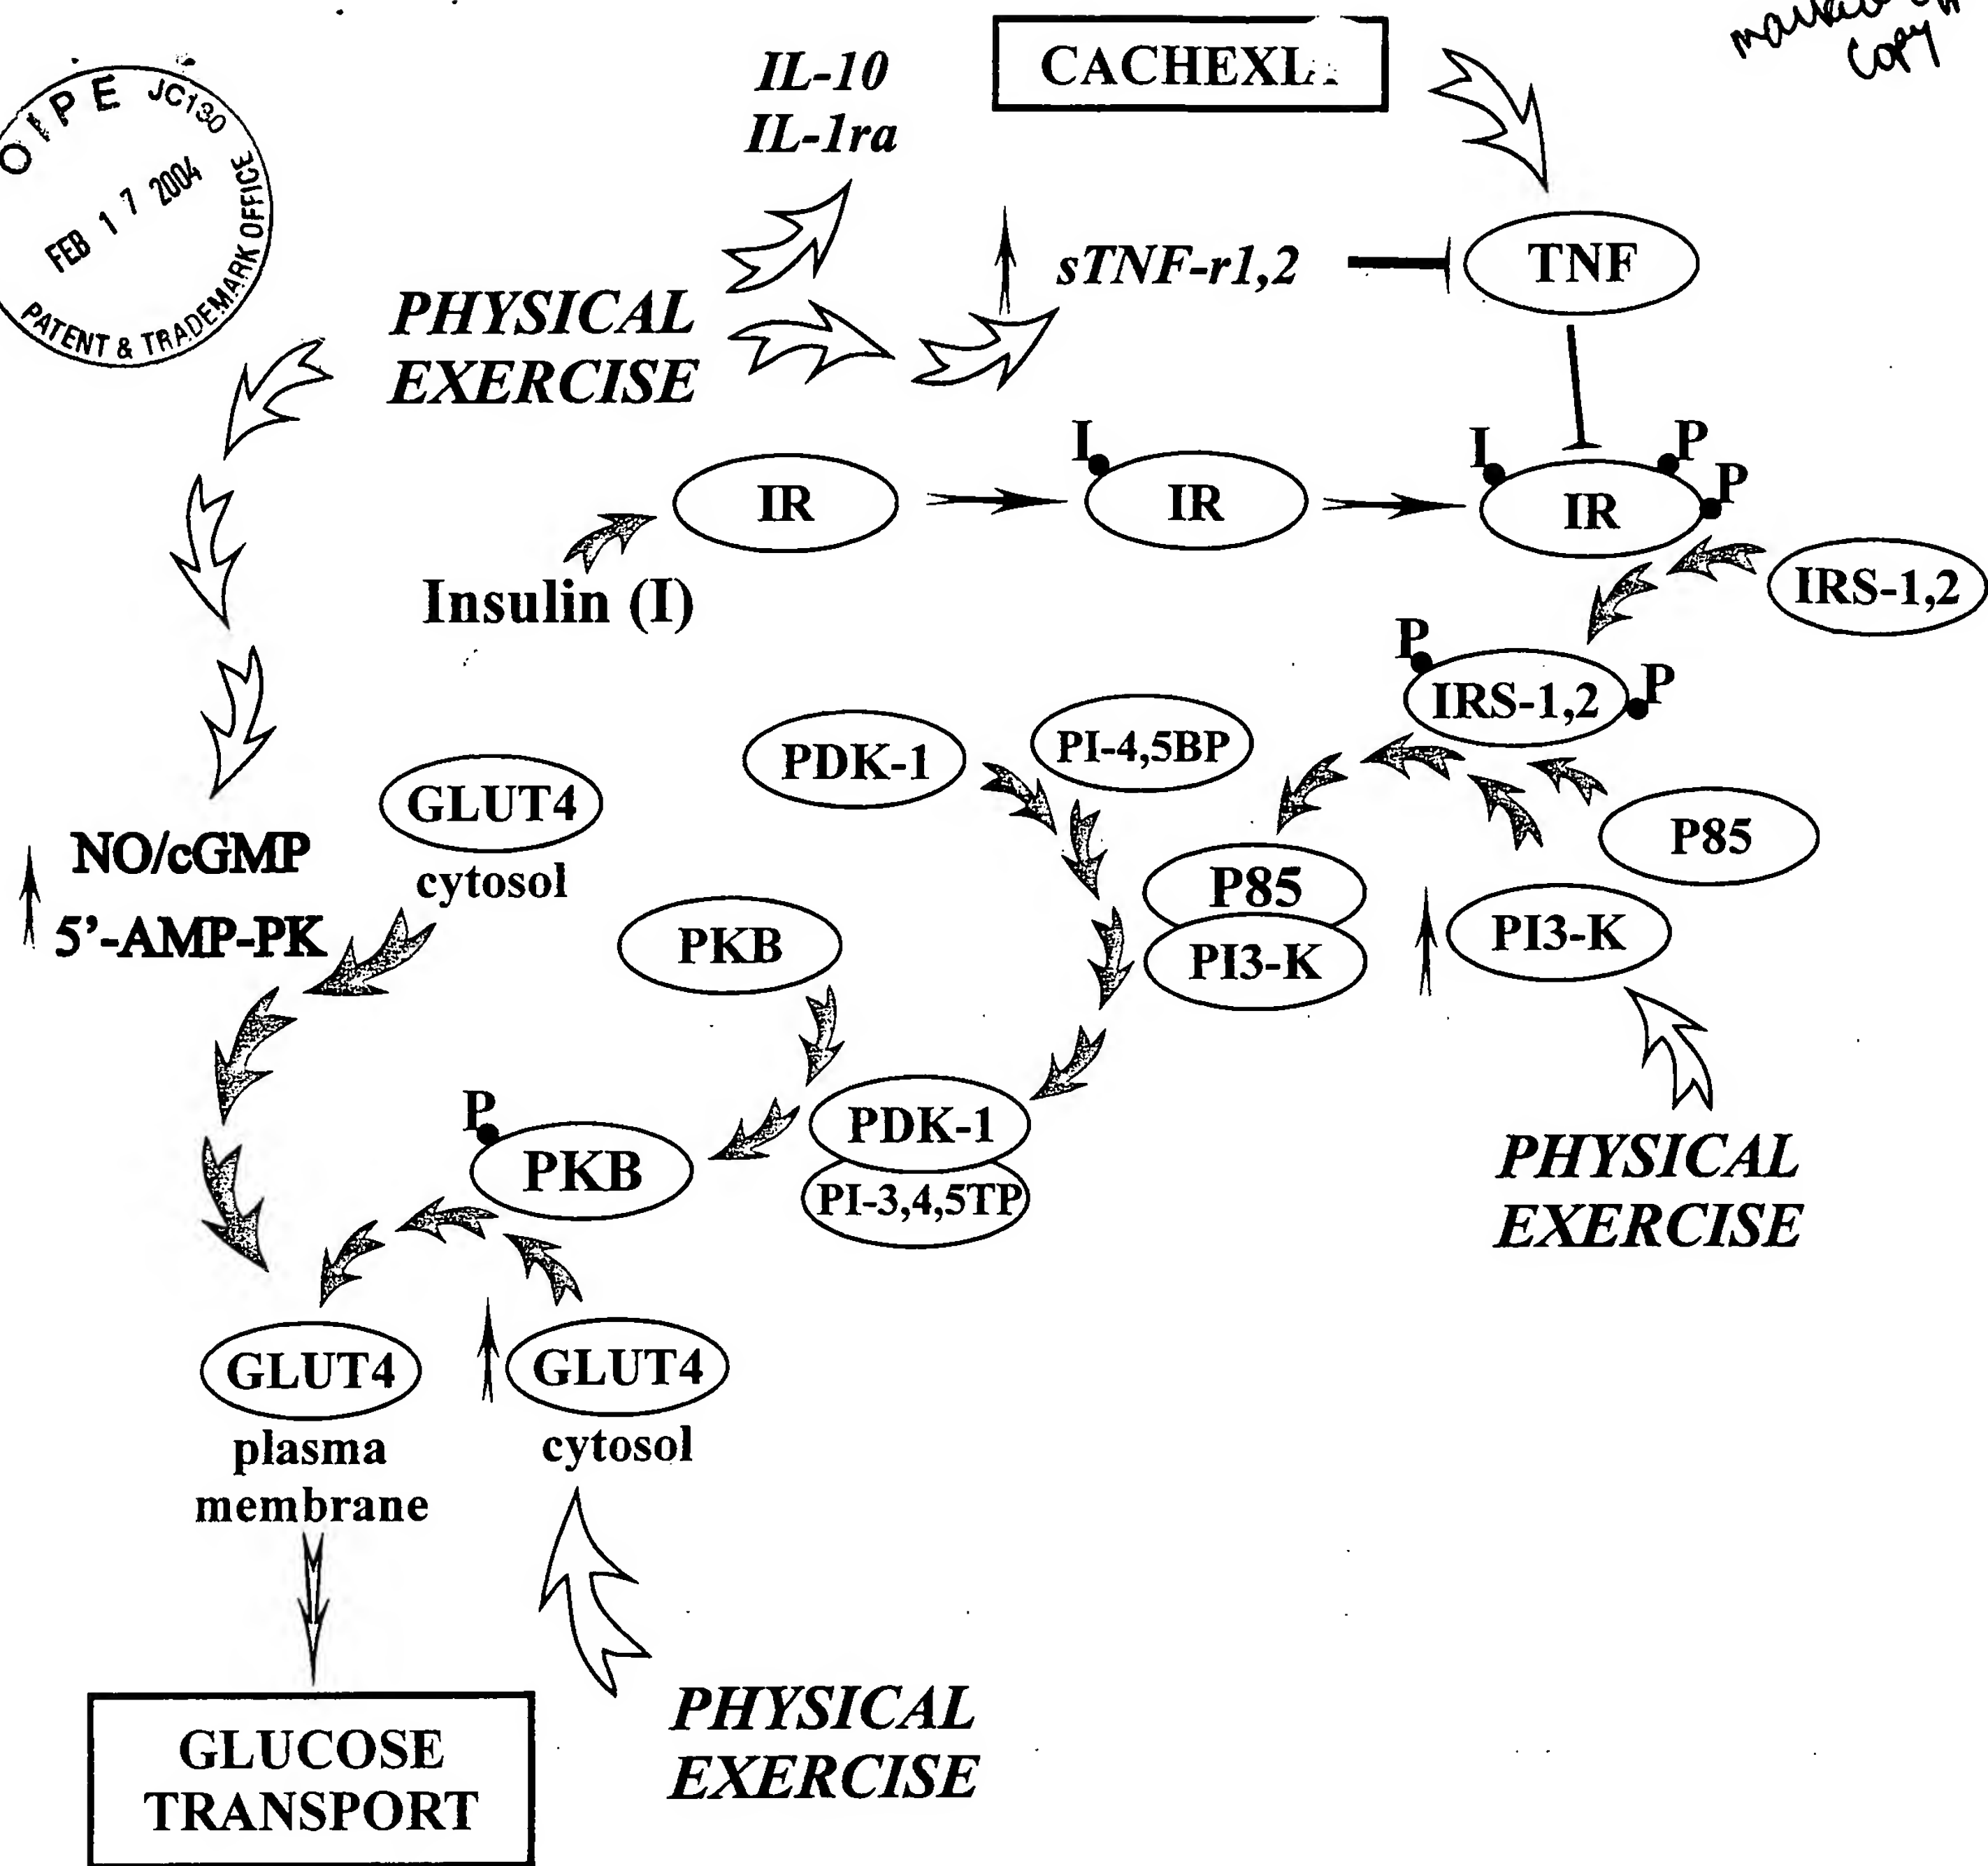 marked up
Copy
OIPE JC130
FEB 17 2004
PATENT & TRADEMARK OFFICE
IL-10
IL-1ra
CACHEXI
sTNF-r1,2
TNF
PHYSICAL
EXERCISE
I
I
P
P
IR
IR
IR
Insulin (I)
IRS-1,2
P
IRS-1,2
P
PDK-1
PI-4,5BP
GLUT4
cytosol
P85
NO/cGMP
5'-AMP-PK
P85
PI3-K
PI3-K
PKB
P
PKB
PDK-1
PI-3,4,5TP
PHYSICAL
EXERCISE
GLUT4
plasma
membrane
GLUT4
cytosol
PHYSICAL
EXERCISE
GLUCOSE
TRANSPORT